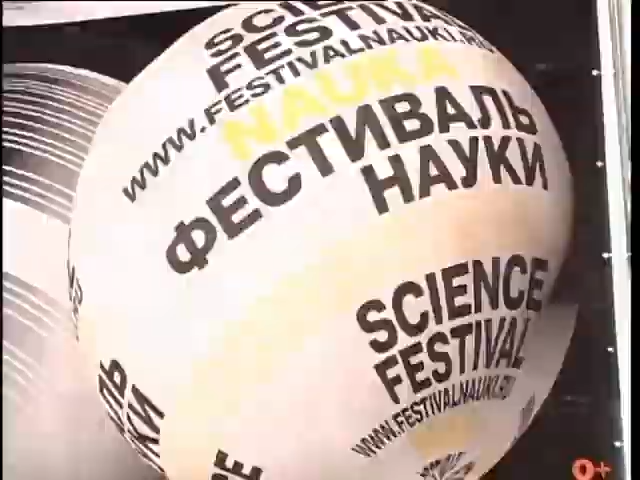 SCIENCE
FESTIVAL
WWW.FESTIVALNAUKI.RU
NAUKA
ФЕСТИВАЛЬ
НАУКИ
SCIENCE
FESTIVAL
WWW.FESTIVALNAUKI.RU
0+